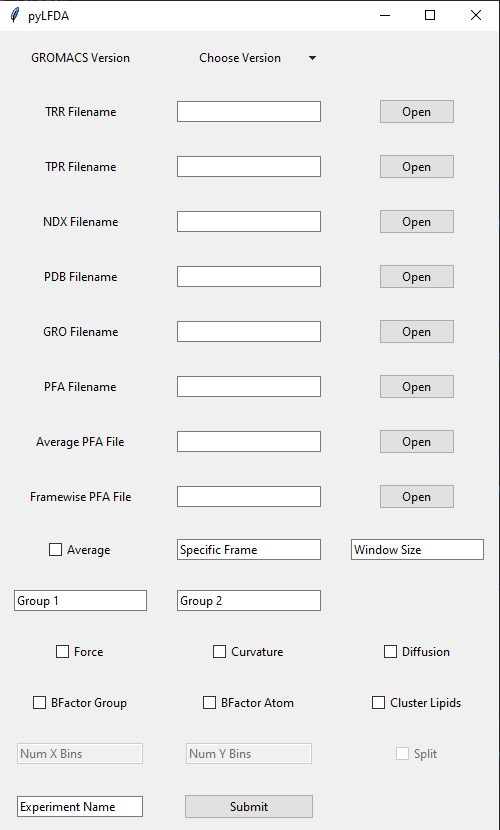 pyLFDA
GROMACS Version Choose Version
TRR Filename Open
TPR Filename Open
NDX Filename Open
PDB Filename Open
GRO Filename Open
PFA Filename Open
Average PFA File Open
Framewise PFA File Open
Average Specific Frame Window Size
Group 1 Group 2
Force Curvature Diffusion
BFactor Group BFactor Atom Cluster Lipids
Num X Bins Num Y Bins Split
Experiment Name Submit